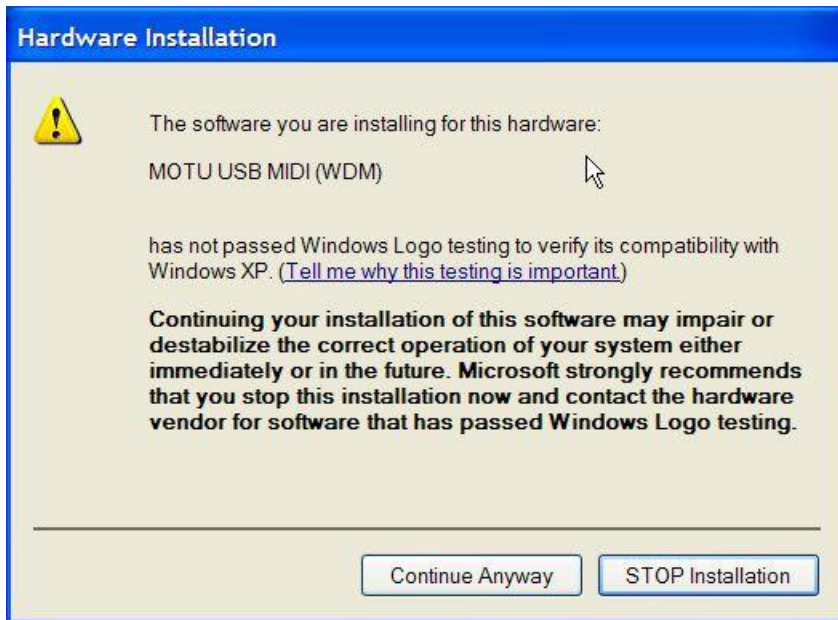 Hardware Installation
The software you are installing for this hardware:
MOTU USB MIDI (WDM)
has not passed Windows Logo testing to verify its compatibility with
Windows XP. (Tell me why this testing is important.)
Continuing your installation of this software may impair or
destabilize the correct operation of your system either
immediately or in the future. Microsoft strongly recommends
that you stop this installation now and contact the hardware
vendor for software that has passed Windows Logo testing.
Continue Anyway
STOP Installation